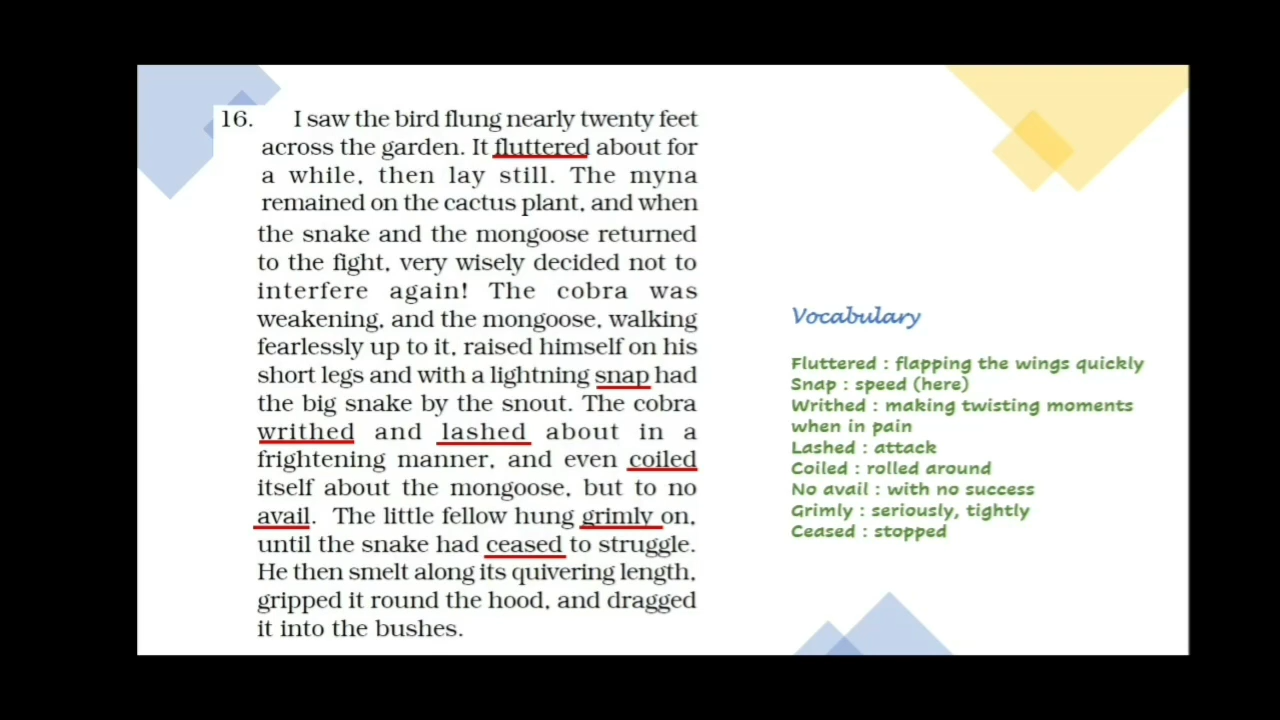 16. I saw the bird flung nearly twenty feet
across the garden. It fluttered about for
a while, then lay still. The myna
remained on the cactus plant, and when
the snake and the mongoose returned
to the fight, very wisely decided not to
interfere again! The cobra was
weakening, and the mongoose, walking
fearlessly up to it, raised himself on his
short legs and with a lightning snap had
the big snake by the snout. The cobra
writhed and lashed about in a
frightening manner, and even coiled
itself about the mongoose, but to no
avail. The little fellow hung grimly on,
until the snake had ceased to struggle.
He then smelt along its quivering length,
gripped it round the hood, and dragged
it into the bushes.
Vocabulary
Fluttered : flapping the wings quickly
Snap : speed (here)
Writhed : making twisting moments
when in pain
Lashed : attack
Coiled : rolled around
No avail : with no success
Grimly : seriously, tightly
Ceased : stopped